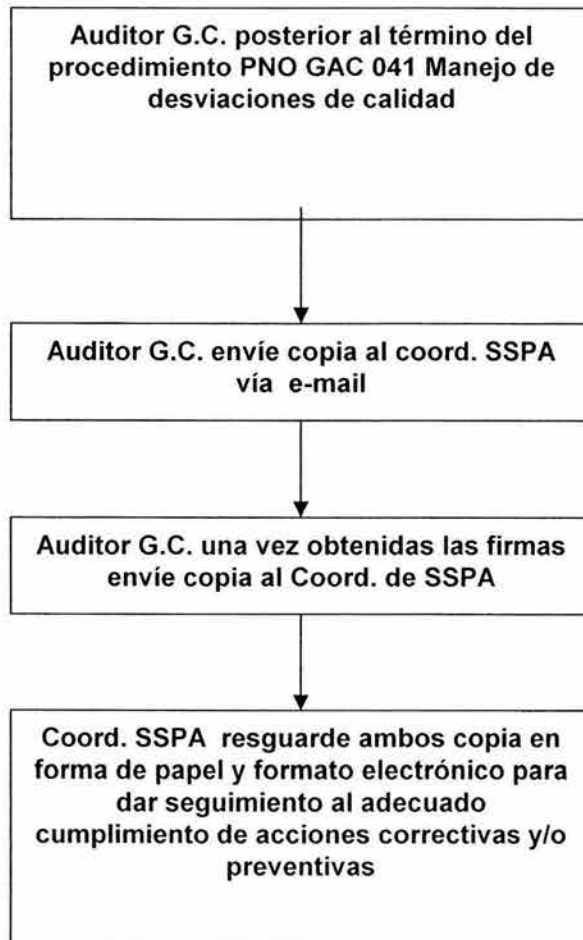 Auditor G.C. posterior al término del
procedimiento PNO GAC 041 Manejo de
desviaciones de calidad
Auditor G.C. envíe copia al coord. SSPA
vía e-mail
Auditor G.C. una vez obtenidas las firmas
envíe copia al Coord. de SSPA
Coord. SSPA resguarde ambos copia en
forma de papel y formato electrónico para
dar seguimiento al adecuado
cumplimiento de acciones correctivas y/o
preventivas